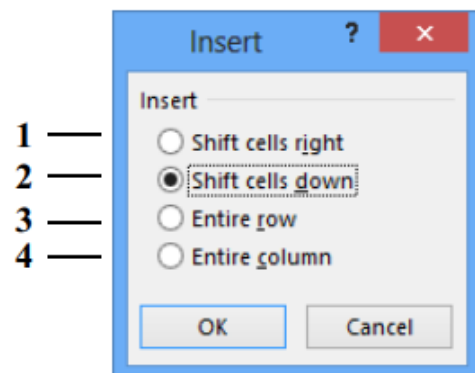 Insert ? ×
Insert
1 Shift cells right
2 Shift cells down
3 Entire row
4 Entire column
OK Cancel